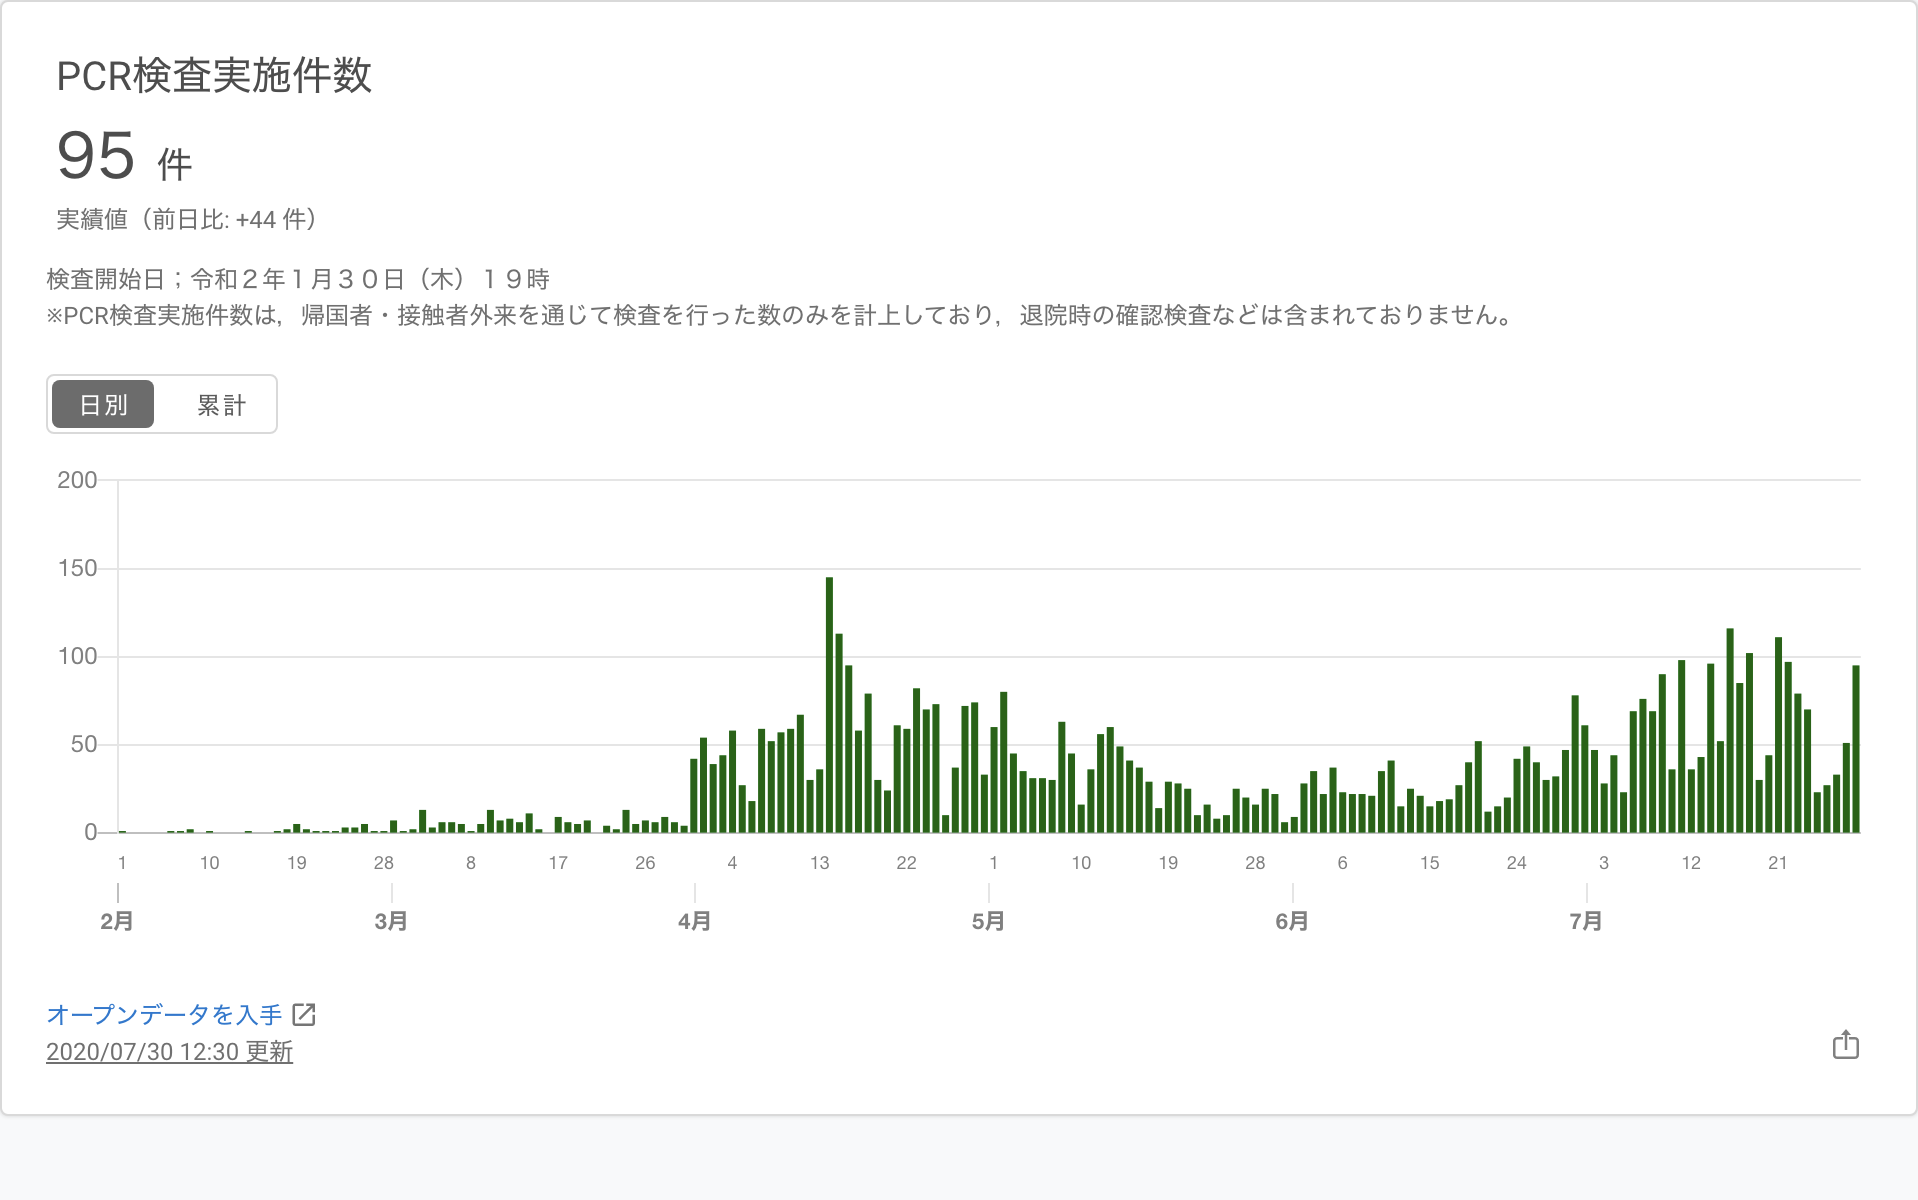 PCR検査実施件数
95 件
実績値（前日比: +44 件）
検査開始日；令和２年１月３０日（木）１９時
※PCR検査実施件数は，帰国者・接触者外来を通じて検査を行った数のみを計上しており，退院時の確認検査などは含まれておりません。
日別 累計
200
150
100
50
0
1 10 19 28 8 17 26 4 13 22 1 10 19 28 6 15 24 3 12 21
2月 3月 4月 5月 6月 7月
オープンデータを入手
2020/07/30 12:30 更新